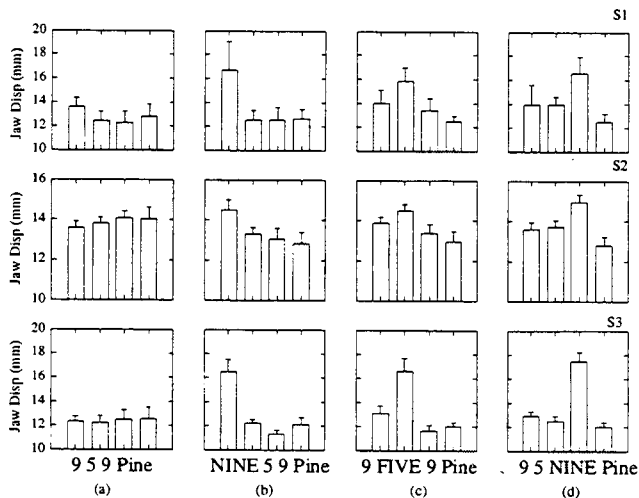 S1
Jaw Disp (mm)
20
18
16
14
12
10
S2
Jaw Disp (mm)
16
14
12
10
S3
Jaw Disp (mm)
20
18
16
14
12
10
9 5 9 Pine
NINE 5 9 Pine
9 FIVE 9 Pine
9 5 NINE Pine
(a)
(b)
(c)
(d)